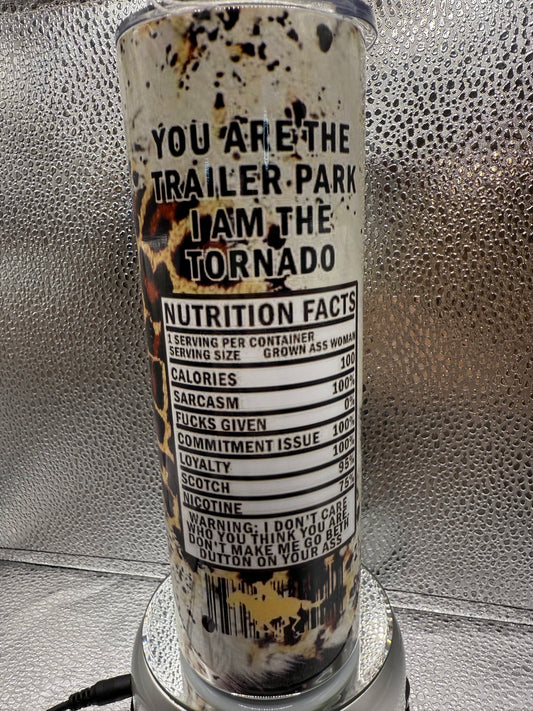 YOU ARE THE
TRAILER PARK
I AM THE
TORNADO
NUTRITION FACTS
1 SERVING PER CONTAINER
SERVING SIZE GROWN ASS WOMAN
CALORIES 100
SARCASM 100%
FUCKS GIVEN 0%
COMMITMENT ISSUE 100%
LOYALTY 100%
SCOTCH 95%
NICOTINE 75%
WARNING: I DON'T CARE
WHO YOU THINK YOU ARE
DON'T MAKE ME GO BETH
DUTTON ON YOUR ASS